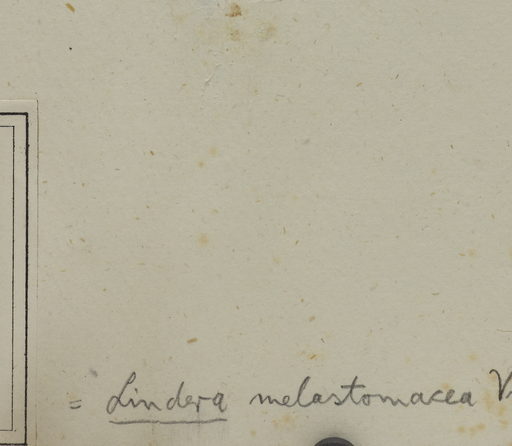 = Lindera melastomacea V